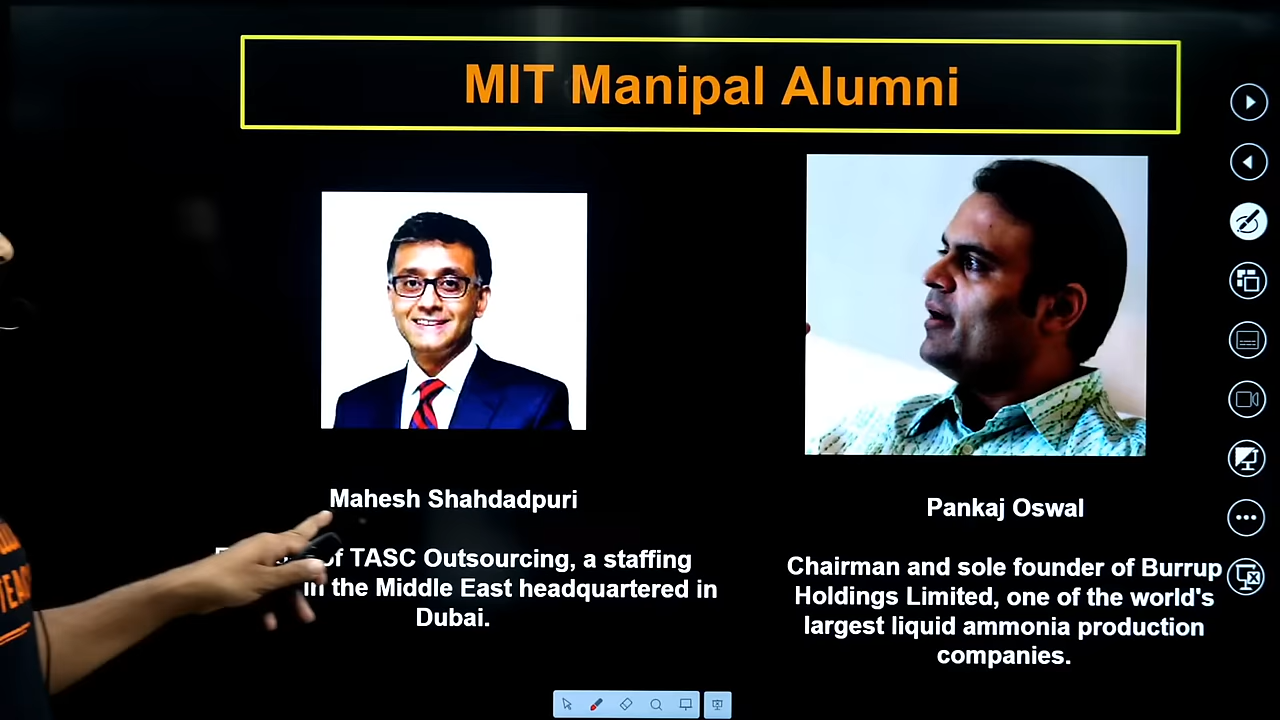 MIT Manipal Alumni
Mahesh Shahdadpuri
of TASC Outsourcing, a staffing
in the Middle East headquartered in
Dubai.
Pankaj Oswal
Chairman and sole founder of Burrup
Holdings Limited, one of the world's
largest liquid ammonia production
companies.